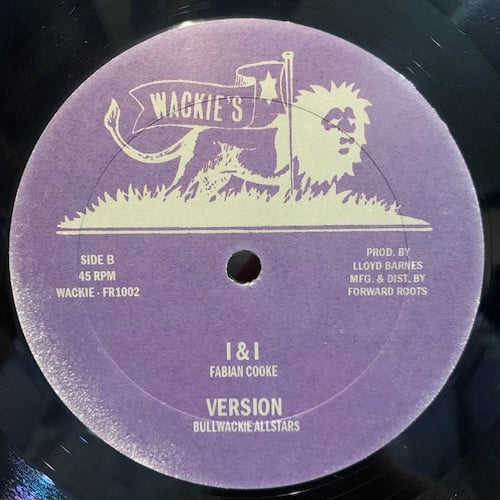 WACKIE'S
SIDE B
45 RPM
WACKIE - FR1002
PROD. BY
LLOYD BARNES
MFG. & DIST. BY
FORWARD ROOTS
I & I
FABIAN COOKE
VERSION
BULLWACKIE ALLSTARS